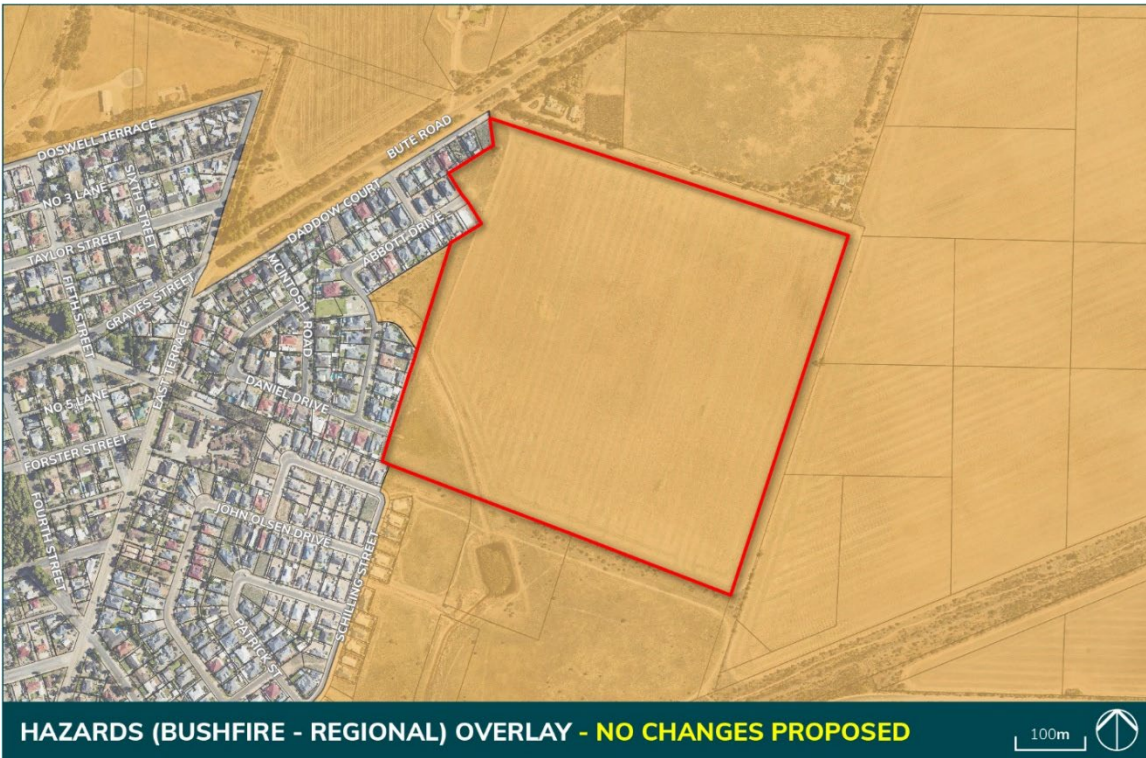 BUTE ROAD
DOSWELL TERRACE
SIXTH STREET
NO 3 LANE
DADDOW COURT
ABBOTT DRIVE
TAYLOR STREET
MCINTOSH ROAD
FIFTH STREET
GRAVES STREET
EAST TERRACE
DANIEL DRIVE
NO 5 LANE
FORSTER STREET
FOURTH STREET
JOHN OLSEN DRIVE
SCHILLING STREET
PATRICK ST
HAZARDS (BUSHFIRE - REGIONAL) OVERLAY - NO CHANGES PROPOSED
100m